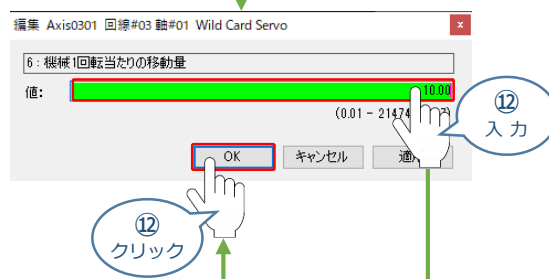 編集 Axis0301 回線#03 軸#01 Wild Card Servo
6 : 機械1回転当たりの移動量
値:
10.00
(0.01 - 21474
⑫
入力
OK
キャンセル
適
⑫
クリック